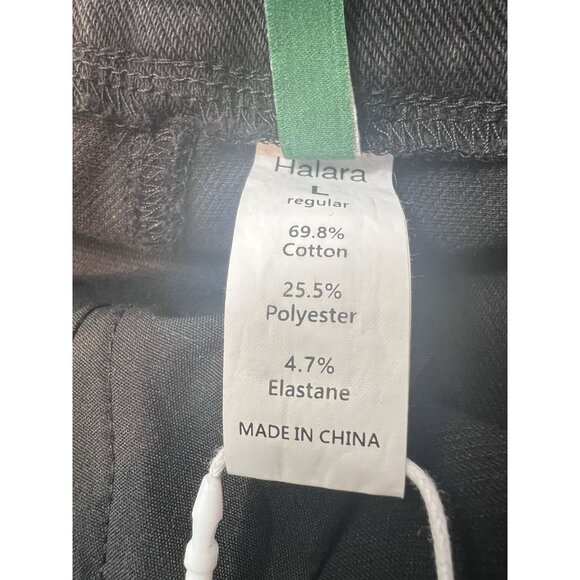 Halara
L
regular
69.8%
Cotton
25.5%
Polyester
4.7%
Elastane
MADE IN CHINA